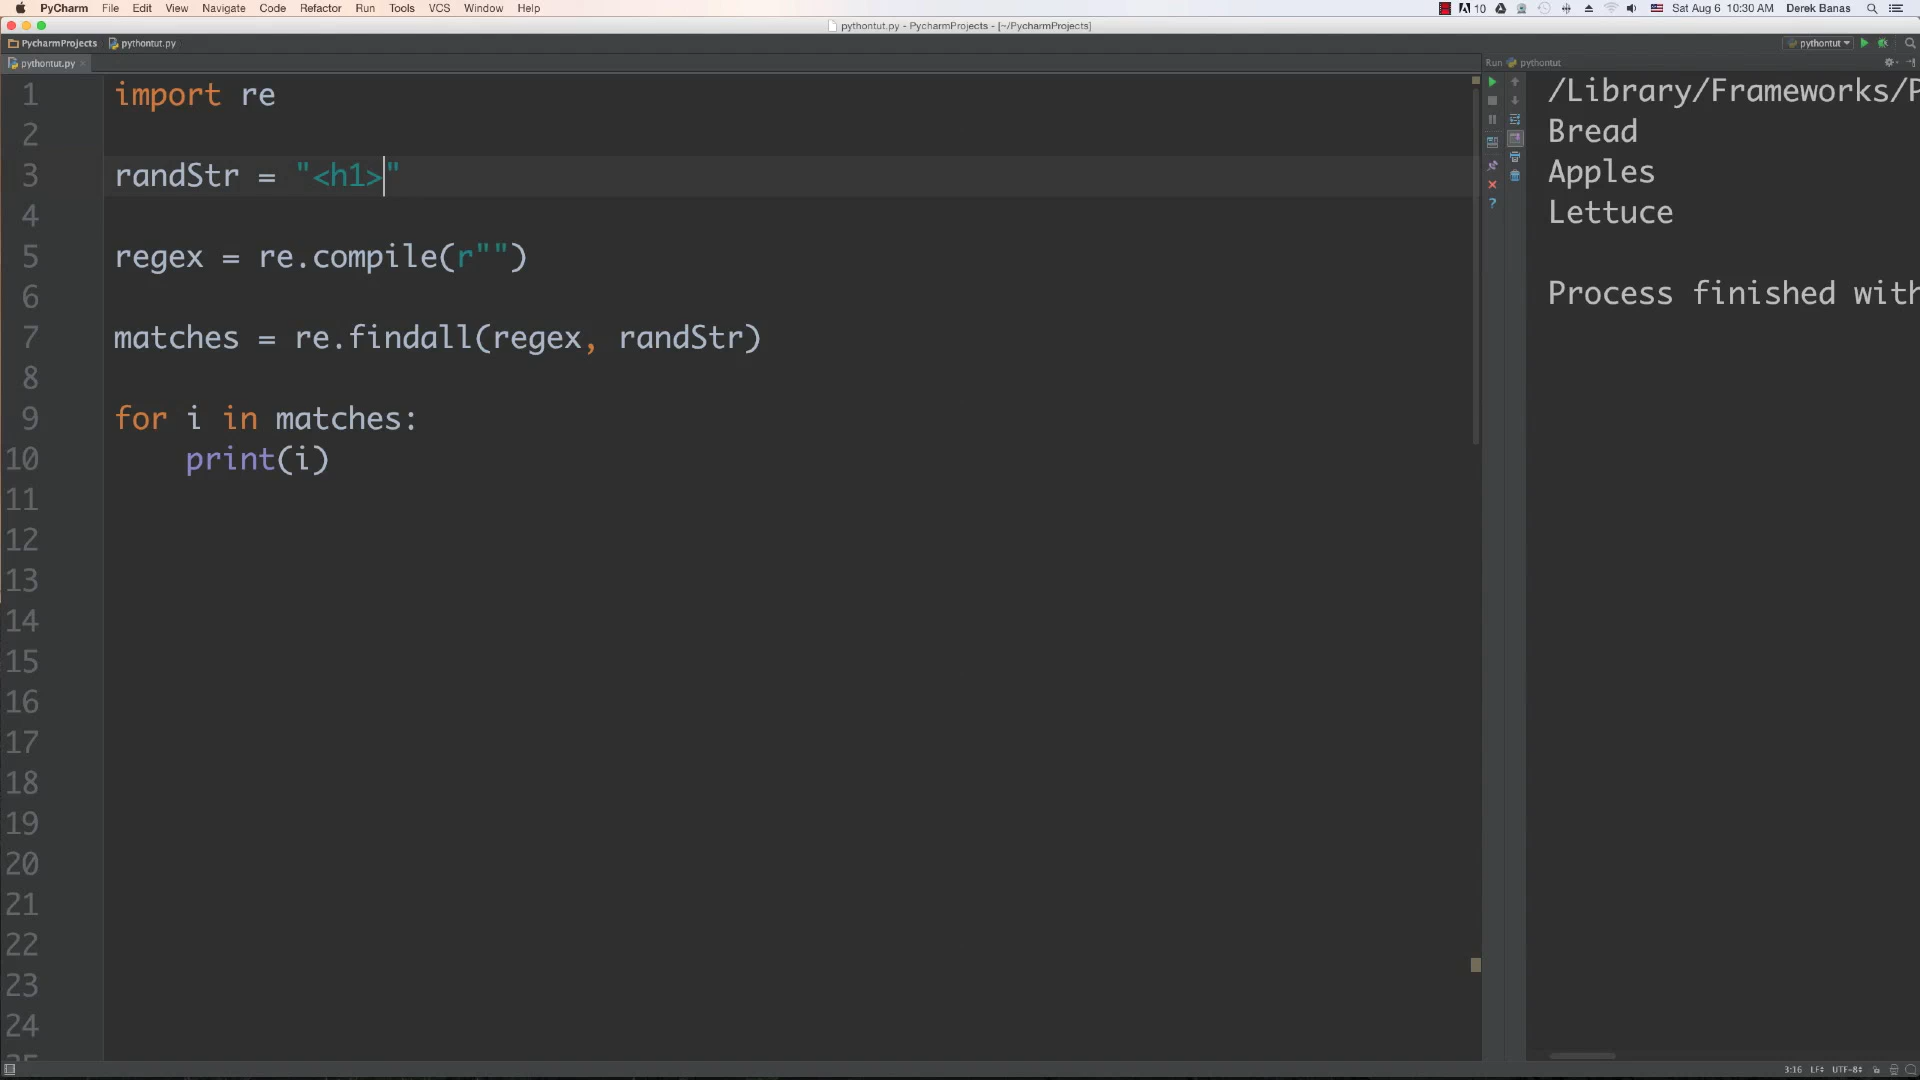 PyCharm File Edit View Navigate Code Refactor Run Tools VCS Window Help 10 Sat Aug 6 10:30 AM Derek Banas
pythontut.py - PycharmProjects - [~/PycharmProjects]
PycharmProjects pythontut.py pythontut
pythontut.py
Run pythontut
1 import re
2
3 randStr = "<h1>"
4
5 regex = re.compile(r"")
6
7 matches = re.findall(regex, randStr)
8
9 for i in matches:
10 print(i)
11
12
13
14
15
16
17
18
19
20
21
22
23
24
/Library/Frameworks/P
Bread
Apples
Lettuce
Process finished with
3:16 LF÷ UTF-8÷